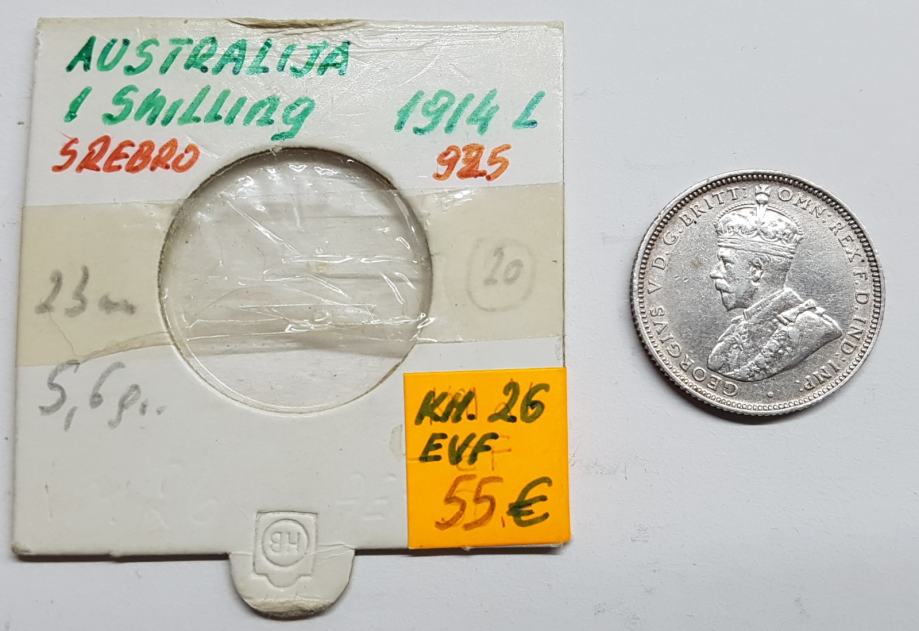 AUSTRALIJA
1 Shilling 1914 L
SREBRO 925
23 m
20
5,6 g..
KM. 26
EVF
55.€
HB
GEORGIVS V D.G. BRITT: OMN: REX F.D. IND: IMP: